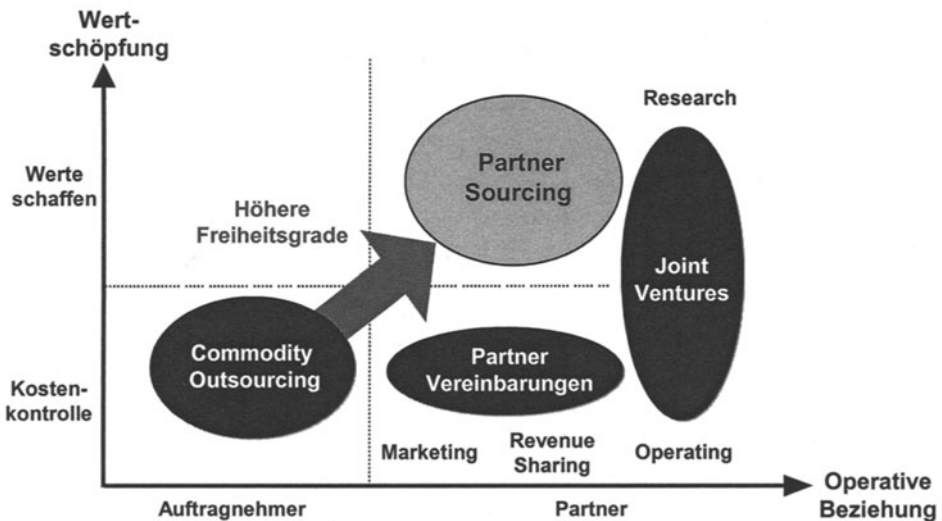 Wert-
schöpfung
Research
Werte
schaffen
Partner
Sourcing
Höhere
Freiheitsgrade
Joint
Ventures
Commodity
Outsourcing
Partner
Vereinbarungen
Kosten-
kontrolle
Marketing
Revenue
Sharing
Operating
Operative
Beziehung
Auftragnehmer
Partner